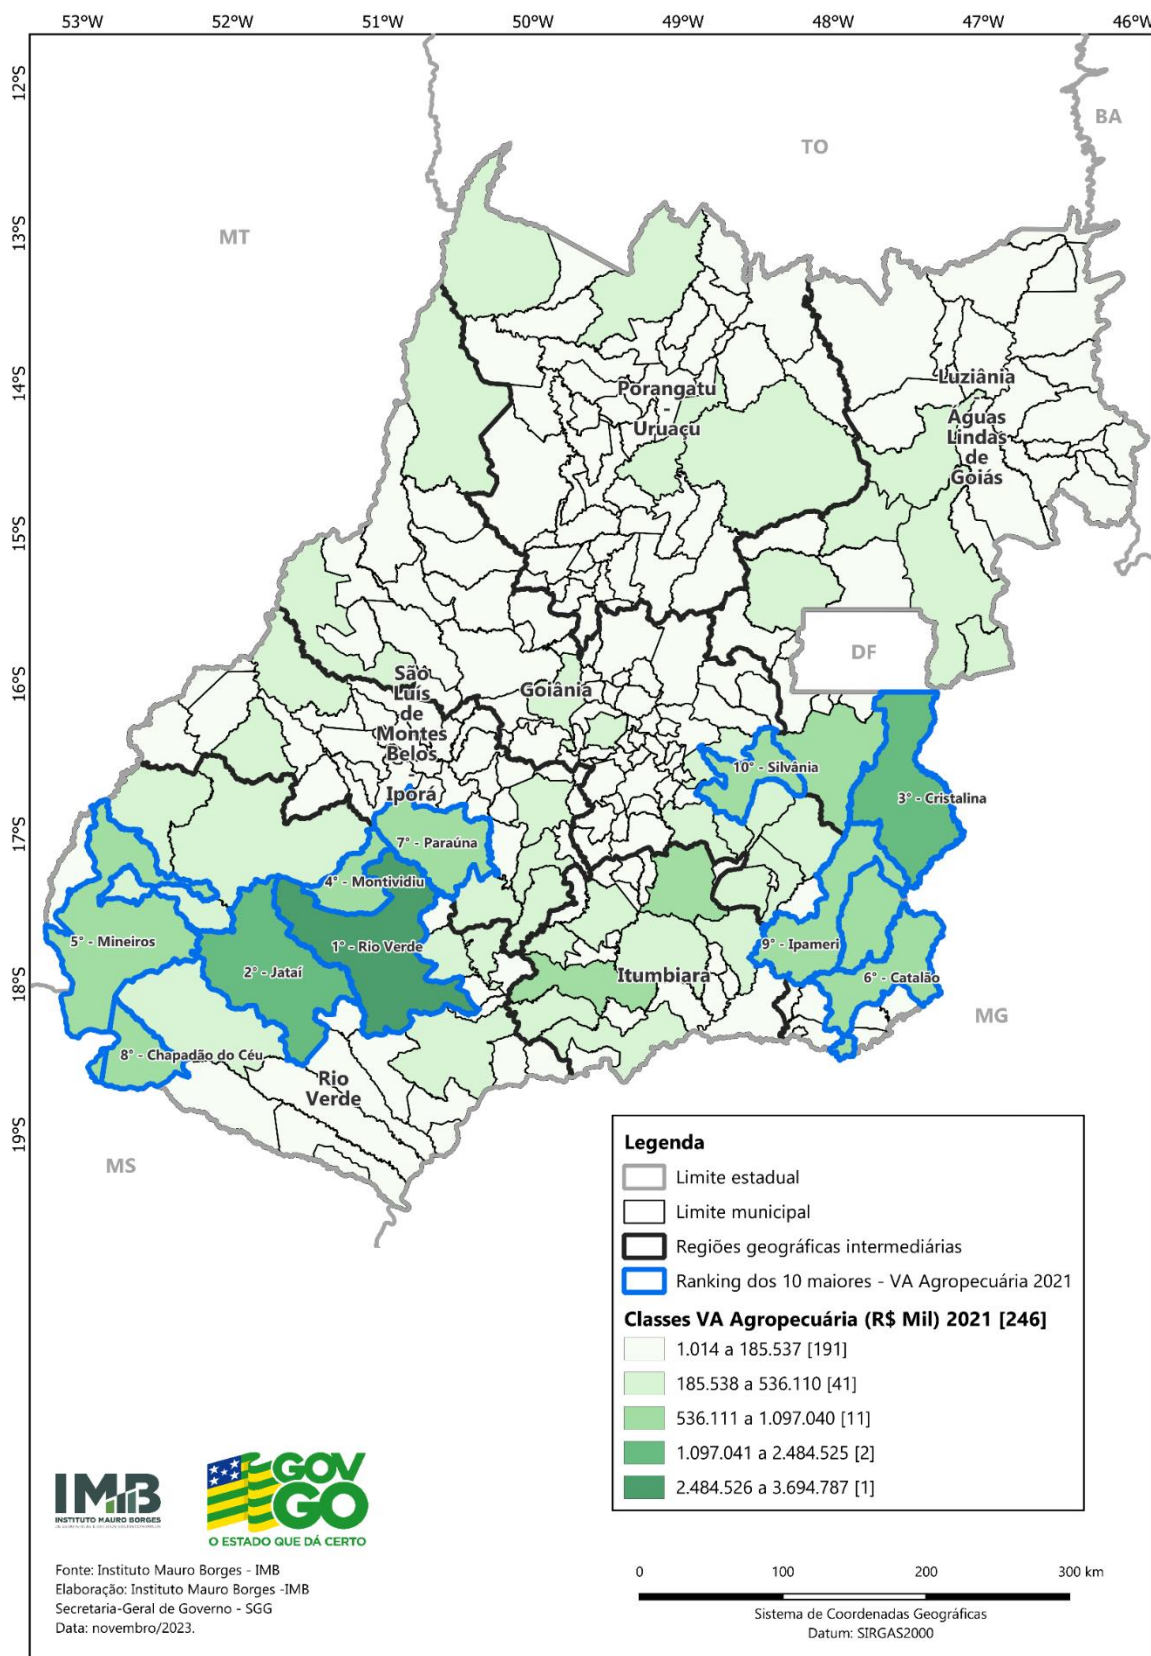 53°W 52°W 51°W 50°W 49°W 48°W 47°W 46°W
12°S
13°S
14°S
15°S
16°S
17°S
18°S
19°S
BA
TO
MT
Luziânia
-
Águas
Lindas
de
Goiás
Porangatu
-
Uruaçú
DF
São
Luís
de
Montes
Belos
-
Iporá
Goiânia
10° - Silvânia
3° - Cristalina
7° - Paraúna
4° - Montividiu
5° - Mineiros
1° - Rio Verde
2° - Jataí
9° - Ipameri
6° - Catalão
Itumbiara
8° - Chapadão do Céu
Rio
Verde
MG
MS
Legenda
Limite estadual
Limite municipal
Regiões geográficas intermediárias
Ranking dos 10 maiores - VA Agropecuária 2021
Classes VA Agropecuária (R$ Mil) 2021 [246]
1.014 a 185.537 [191]
185.538 a 536.110 [41]
536.111 a 1.097.040 [11]
1.097.041 a 2.484.525 [2]
2.484.526 a 3.694.787 [1]
IMB
INSTITUTO MAURO BORGES
GOV
GO
O ESTADO QUE DÁ CERTO
Fonte: Instituto Mauro Borges - IMB
Elaboração: Instituto Mauro Borges -IMB
Secretaria-Geral de Governo - SGG
Data: novembro/2023.
0 100 200 300 km
Sistema de Coordenadas Geográficas
Datum: SIRGAS2000